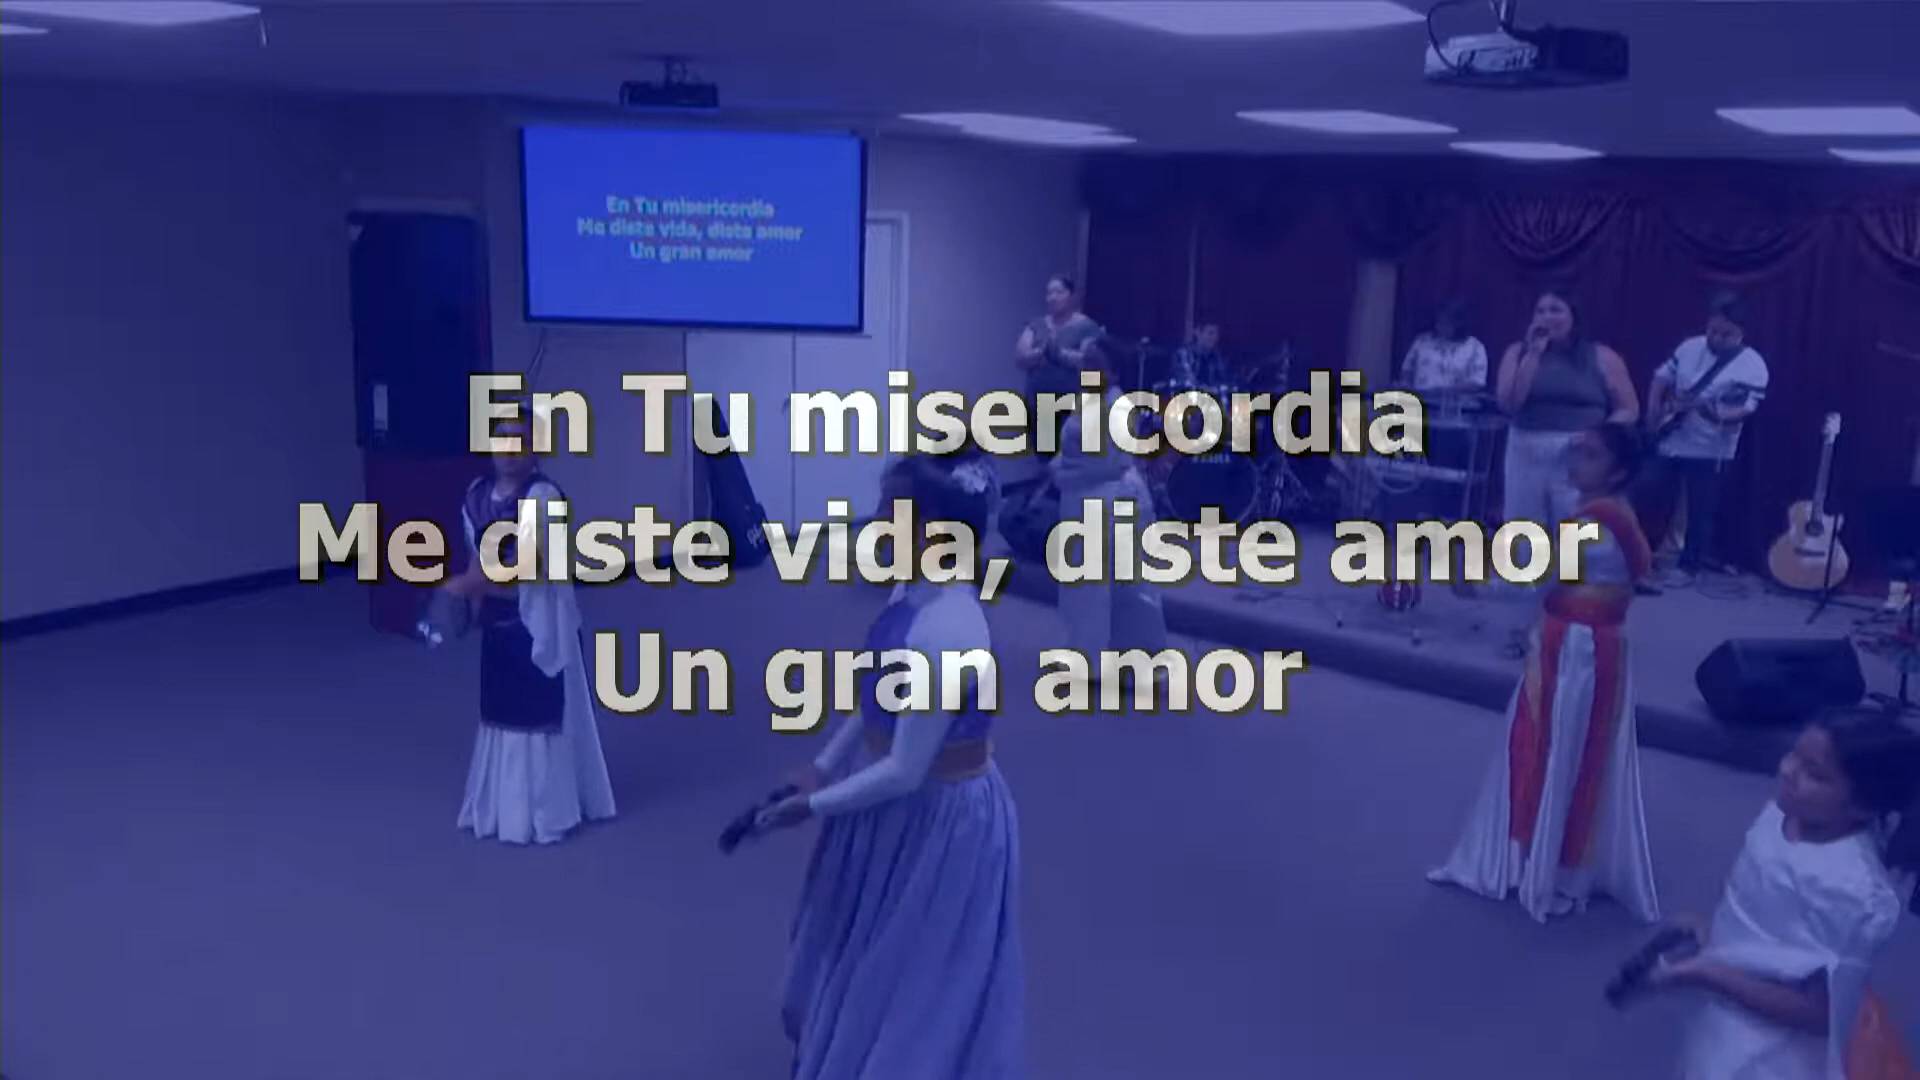 En Tu misericordia
Me diste vida, diste amor
Un gran amor
En Tu misericordia
Me diste vida, diste amor
Un gran amor